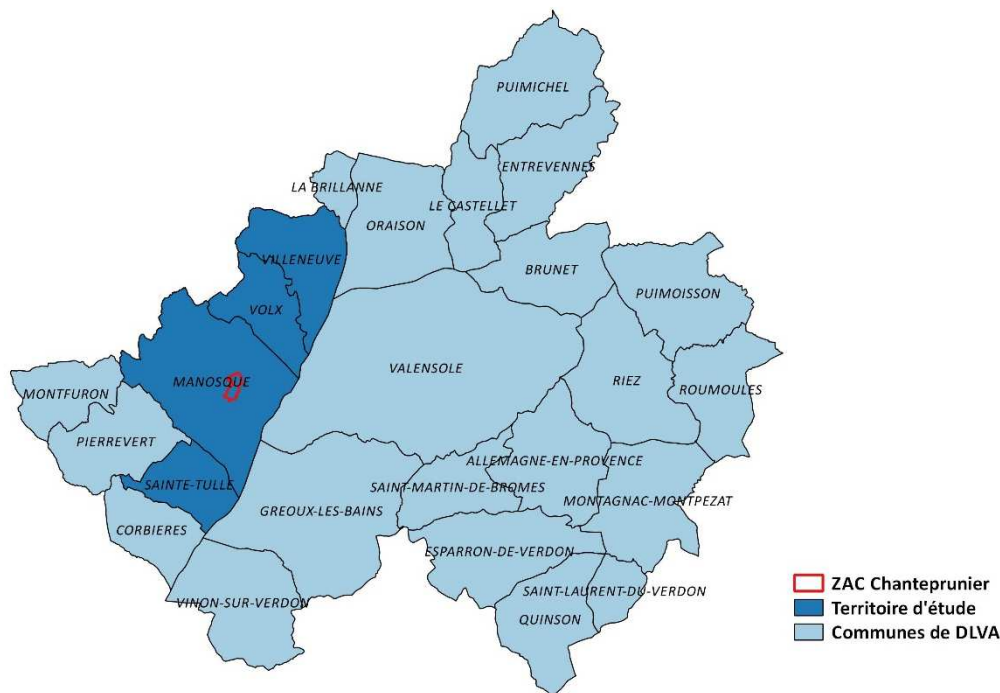 PUIMICHEL
ENTREVENNES
LA BRILLANNE
LE CASTELLET
ORAISON
VILLENEUVE
BRUNET
PUIMOISSON
VOLX
VALENSOLE
RIEZ
ROUMOULES
MANOSQUE
MONTFURON
PIERREVERT
ALLEMAGNE-EN-PROVENCE
SAINTE-TULLE
SAINT-MARTIN-DE-BROMES
MONTAGNAC-MONTPEZAT
GREOUX-LES-BAINS
CORBIERES
ESPARRON-DE-VERDON
SAINT-LAURENT-DU-VERDON
VINON-SUR-VERDON
QUINSON
ZAC Chanteprunier
Territoire d'étude
Communes de DLVA